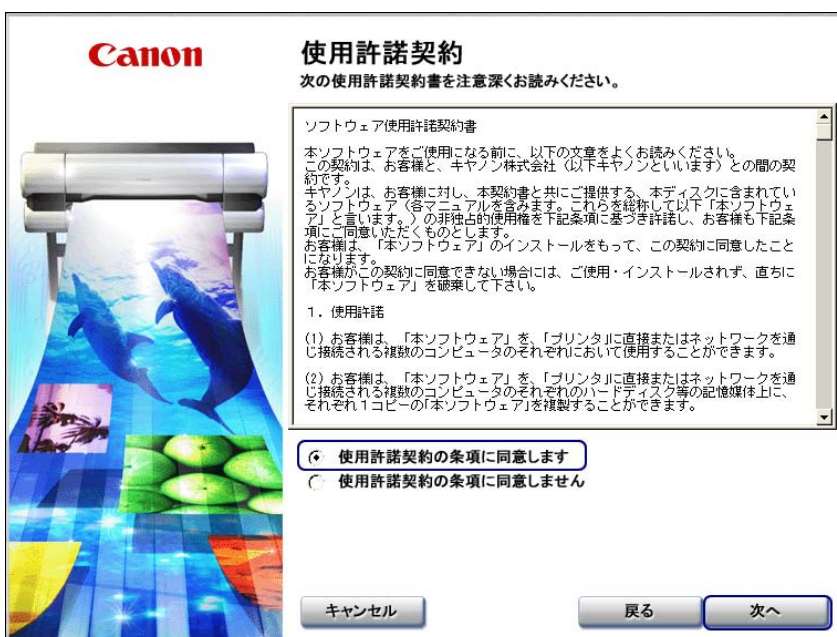 Canon
使用許諾契約
次の使用許諾契約書を注意深くお読みください。
ソフトウェア使用許諾契約書
本ソフトウェアをご使用になる前に、以下の文章をよくお読みください。
この契約は、お客様と、キヤノン株式会社（以下キヤノンといいます）との間の契
約です。
キヤノンは、お客様に対し、本契約書と共にご提供する、本ディスクに含まれてい
るソフトウェア（各マニュアルを含みます。これらを総称して以下「本ソフトウェ
ア」と言います。）の非独占的使用権を下記条項に基づき許諾し、お客様も下記条
項にご同意いただくものとします。
お客様は、「本ソフトウェア」のインストールをもって、この契約に同意したこと
になります。
お客様がこの契約に同意できない場合には、ご使用・インストールされず、直ちに
「本ソフトウェア」を破棄して下さい。
１．使用許諾
(1) お客様は、「本ソフトウェア」を、「プリンタ」に直接またはネットワークを通
じ接続される複数のコンピュータのそれぞれにおいて使用することができます。
(2) お客様は、「本ソフトウェア」を、「プリンタ」に直接またはネットワークを通
じ接続される複数のコンピュータのそれぞれのハードディスク等の記憶媒体上に、
それぞれ１コピーの「本ソフトウェア」を複製することができます。
使用許諾契約の条項に同意します
使用許諾契約の条項に同意しません
キャンセル
戻る
次へ